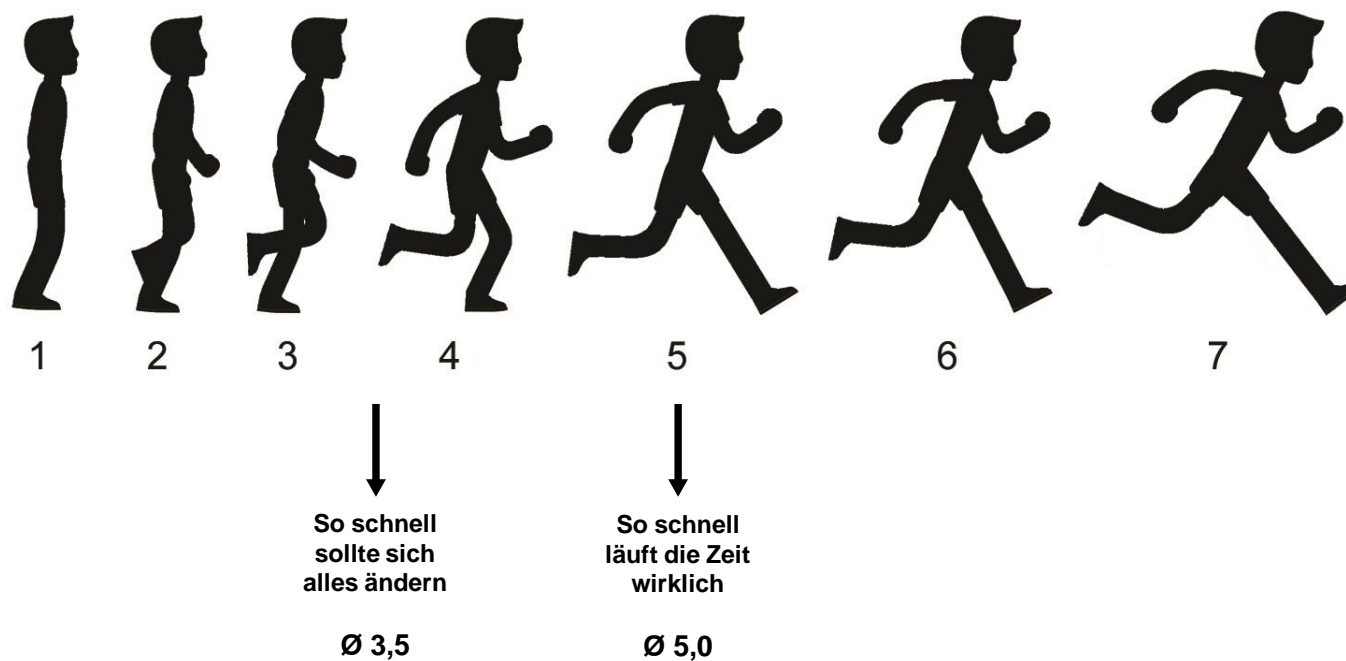 1 2 3 4 5 6 7
So schnell
sollte sich
alles ändern
Ø 3,5
So schnell
läuft die Zeit
wirklich
Ø 5,0